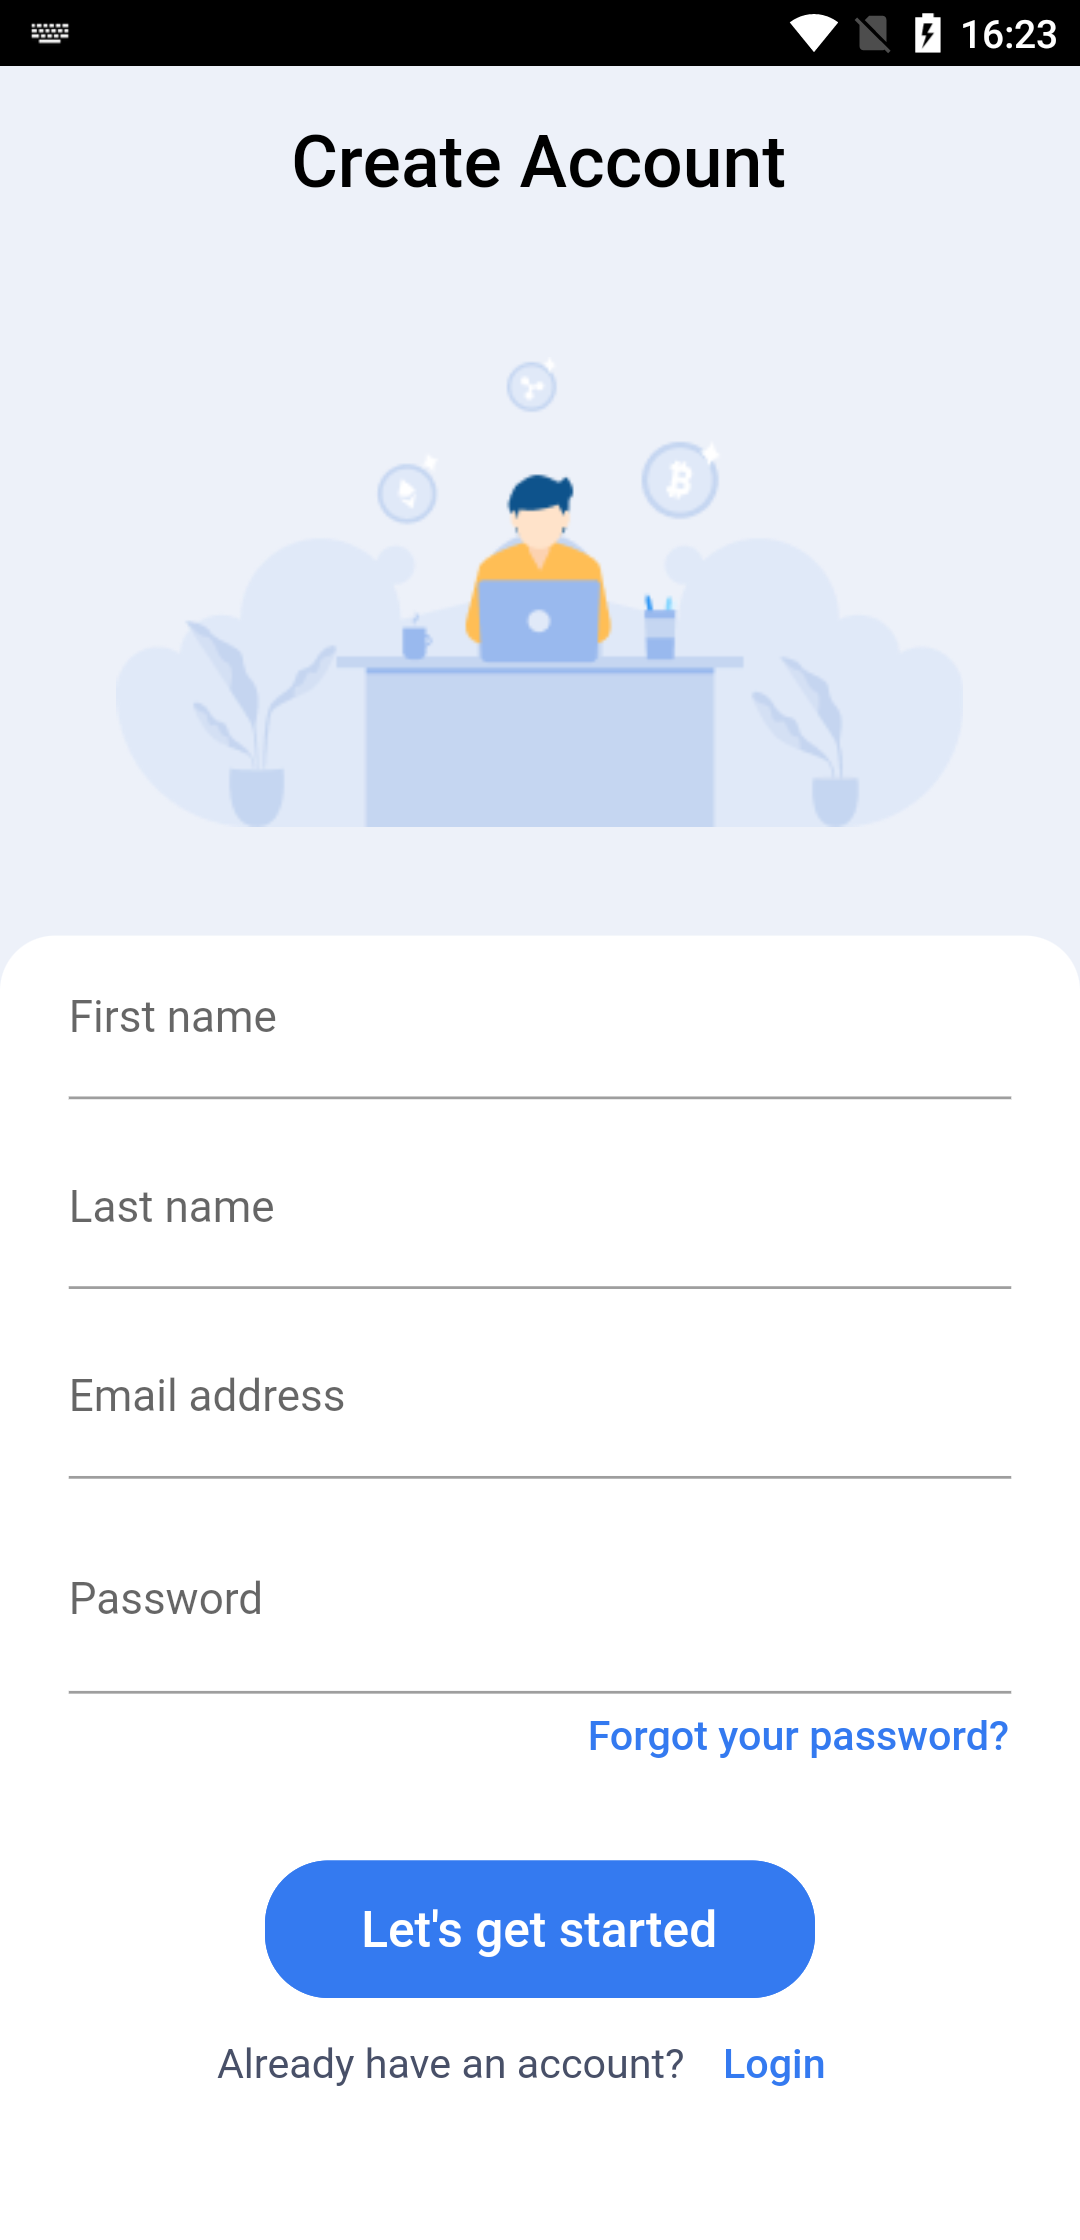 16:23
Create Account
First name
Last name
Email address
Password
Forgot your password?
Let's get started
Already have an account? Login